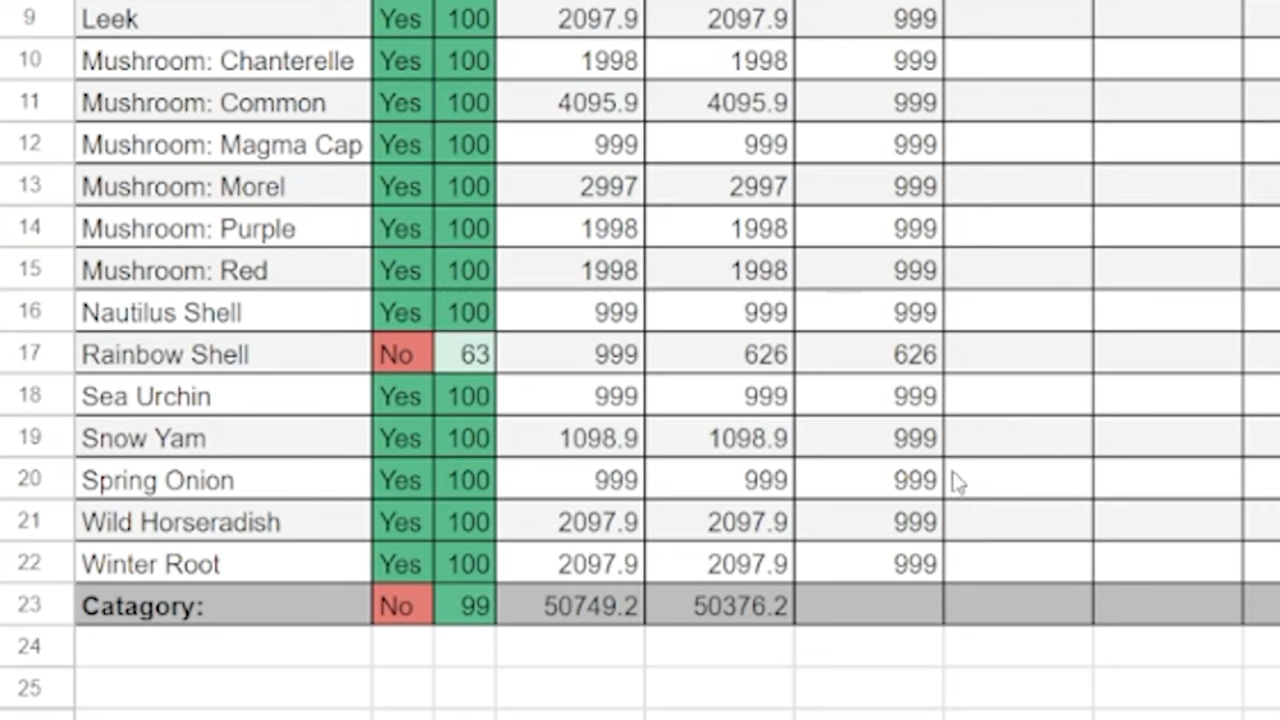 9 Leek Yes 100 2097.9 2097.9 999
10 Mushroom: Chanterelle Yes 100 1998 1998 999
11 Mushroom: Common Yes 100 4095.9 4095.9 999
12 Mushroom: Magma Cap Yes 100 999 999 999
13 Mushroom: Morel Yes 100 2997 2997 999
14 Mushroom: Purple Yes 100 1998 1998 999
15 Mushroom: Red Yes 100 1998 1998 999
16 Nautilus Shell Yes 100 999 999 999
17 Rainbow Shell No 63 999 626 626
18 Sea Urchin Yes 100 999 999 999
19 Snow Yam Yes 100 1098.9 1098.9 999
20 Spring Onion Yes 100 999 999 999
21 Wild Horseradish Yes 100 2097.9 2097.9 999
22 Winter Root Yes 100 2097.9 2097.9 999
23 Catagory: No 99 50749.2 50376.2
24
25